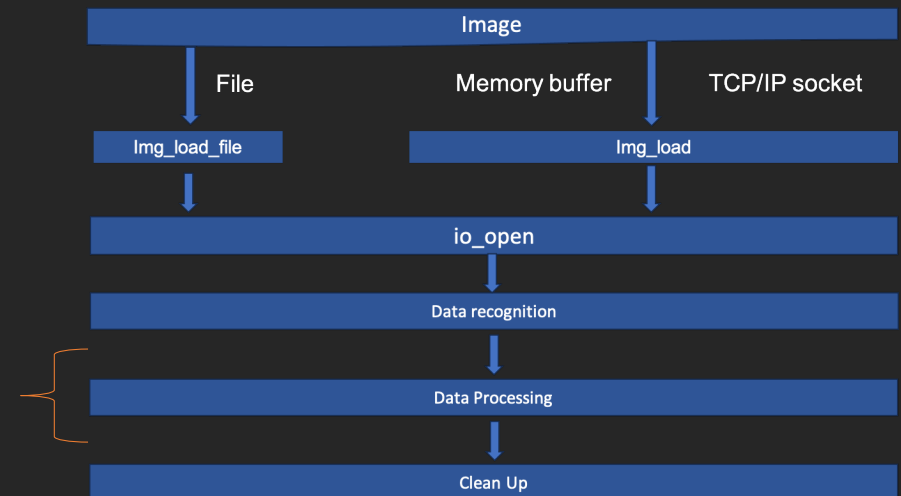 Image
File
Memory buffer
TCP/IP socket
Img_load_file
Img_load
io_open
Data recognition
Data Processing
Clean Up